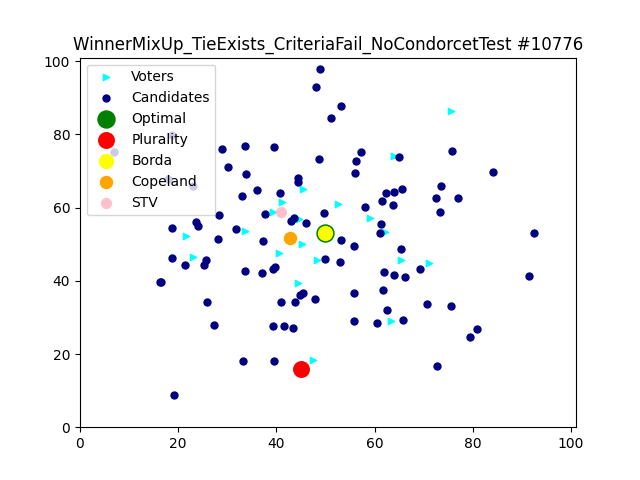 WinnerMixUp_TieExists_CriteriaFail_NoCondorcetTest #10776
100
80
60
40
20
0
Voters
Candidates
Optimal
Plurality
Borda
Copeland
STV
0 20 40 60 80 100